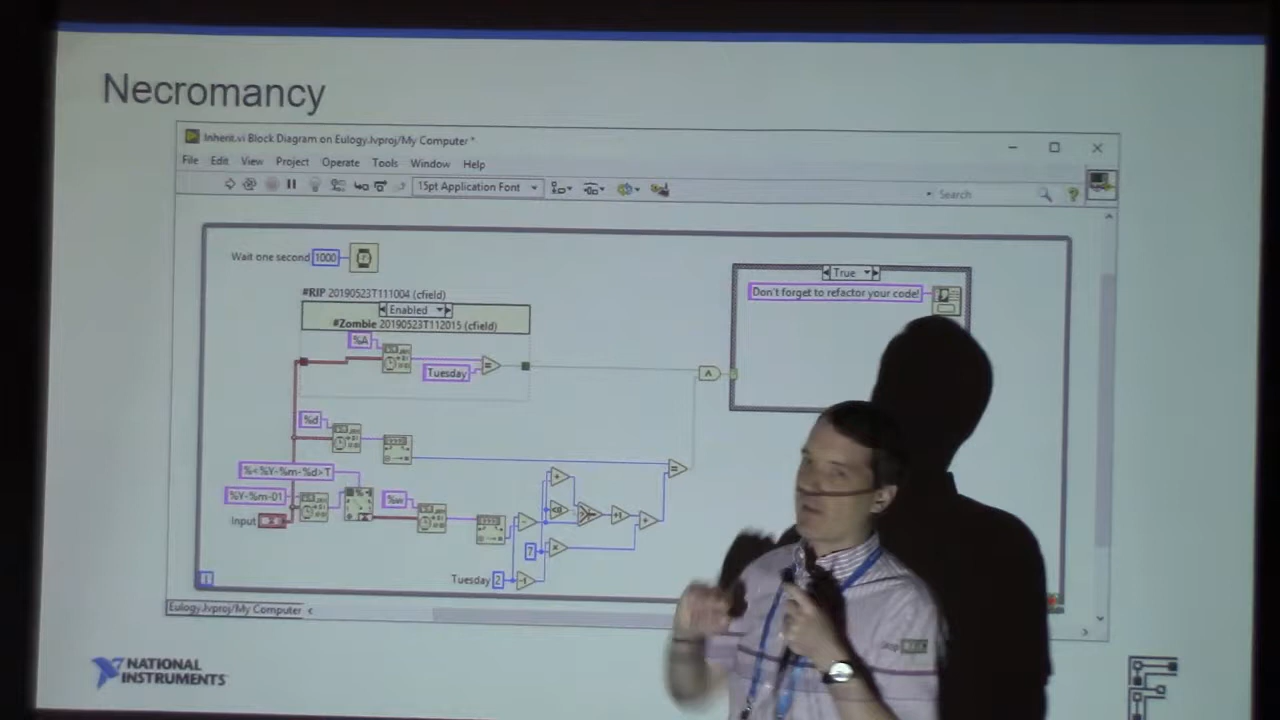 Necromancy
Inherit.vi Block Diagram on Eulogy.lvproj/My Computer *
File Edit View Project Operate Tools Window Help
15pt Application Font
Search
Wait one second 1000
True
Don't forget to refactor your code!
#RIP 20190523T111004 (cfield)
Enabled
#Zombie 20190523T112015 (cfield)
%A
Tuesday
%d
%<%Y-%m-%d>T
%Y-%m-01
%w
Input
7
Tuesday 2
i
Eulogy.lvproj/My Computer
NATIONAL
INSTRUMENTS